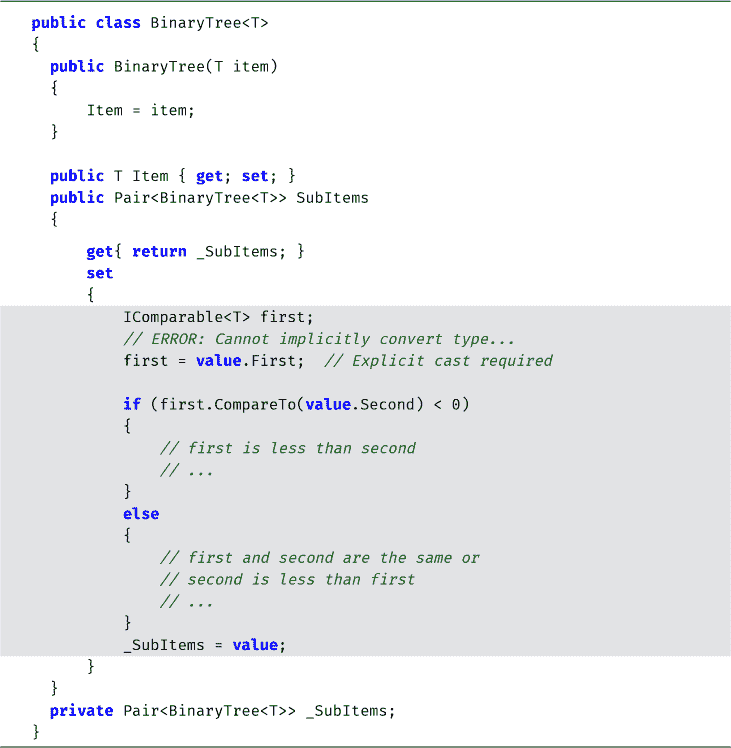 public class BinaryTree<T>
{
  public BinaryTree(T item)
  {
      Item = item;
  }

  public T Item { get; set; }
  public Pair<BinaryTree<T>> SubItems
  {
      get{ return _SubItems; }
      set
      {
          IComparable<T> first;
          // ERROR: Cannot implicitly convert type...
          first = value.First;  // Explicit cast required

          if (first.CompareTo(value.Second) < 0)
          {
              // first is less than second
              // ...
          }
          else
          {
              // first and second are the same or
              // second is less than first
              // ...
          }
          _SubItems = value;
      }
  }
  private Pair<BinaryTree<T>> _SubItems;
}